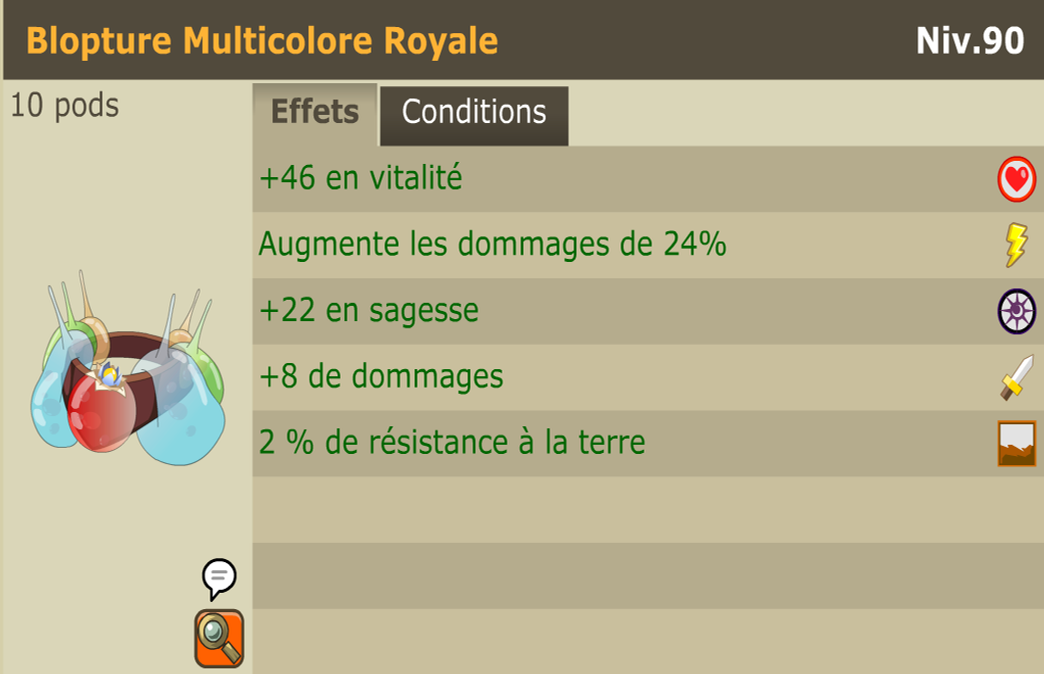 Blopture Multicolore Royale
Niv.90
10 pods
Effets
Conditions
+46 en vitalité
Augmente les dommages de 24%
+22 en sagesse
+8 de dommages
2 % de résistance à la terre